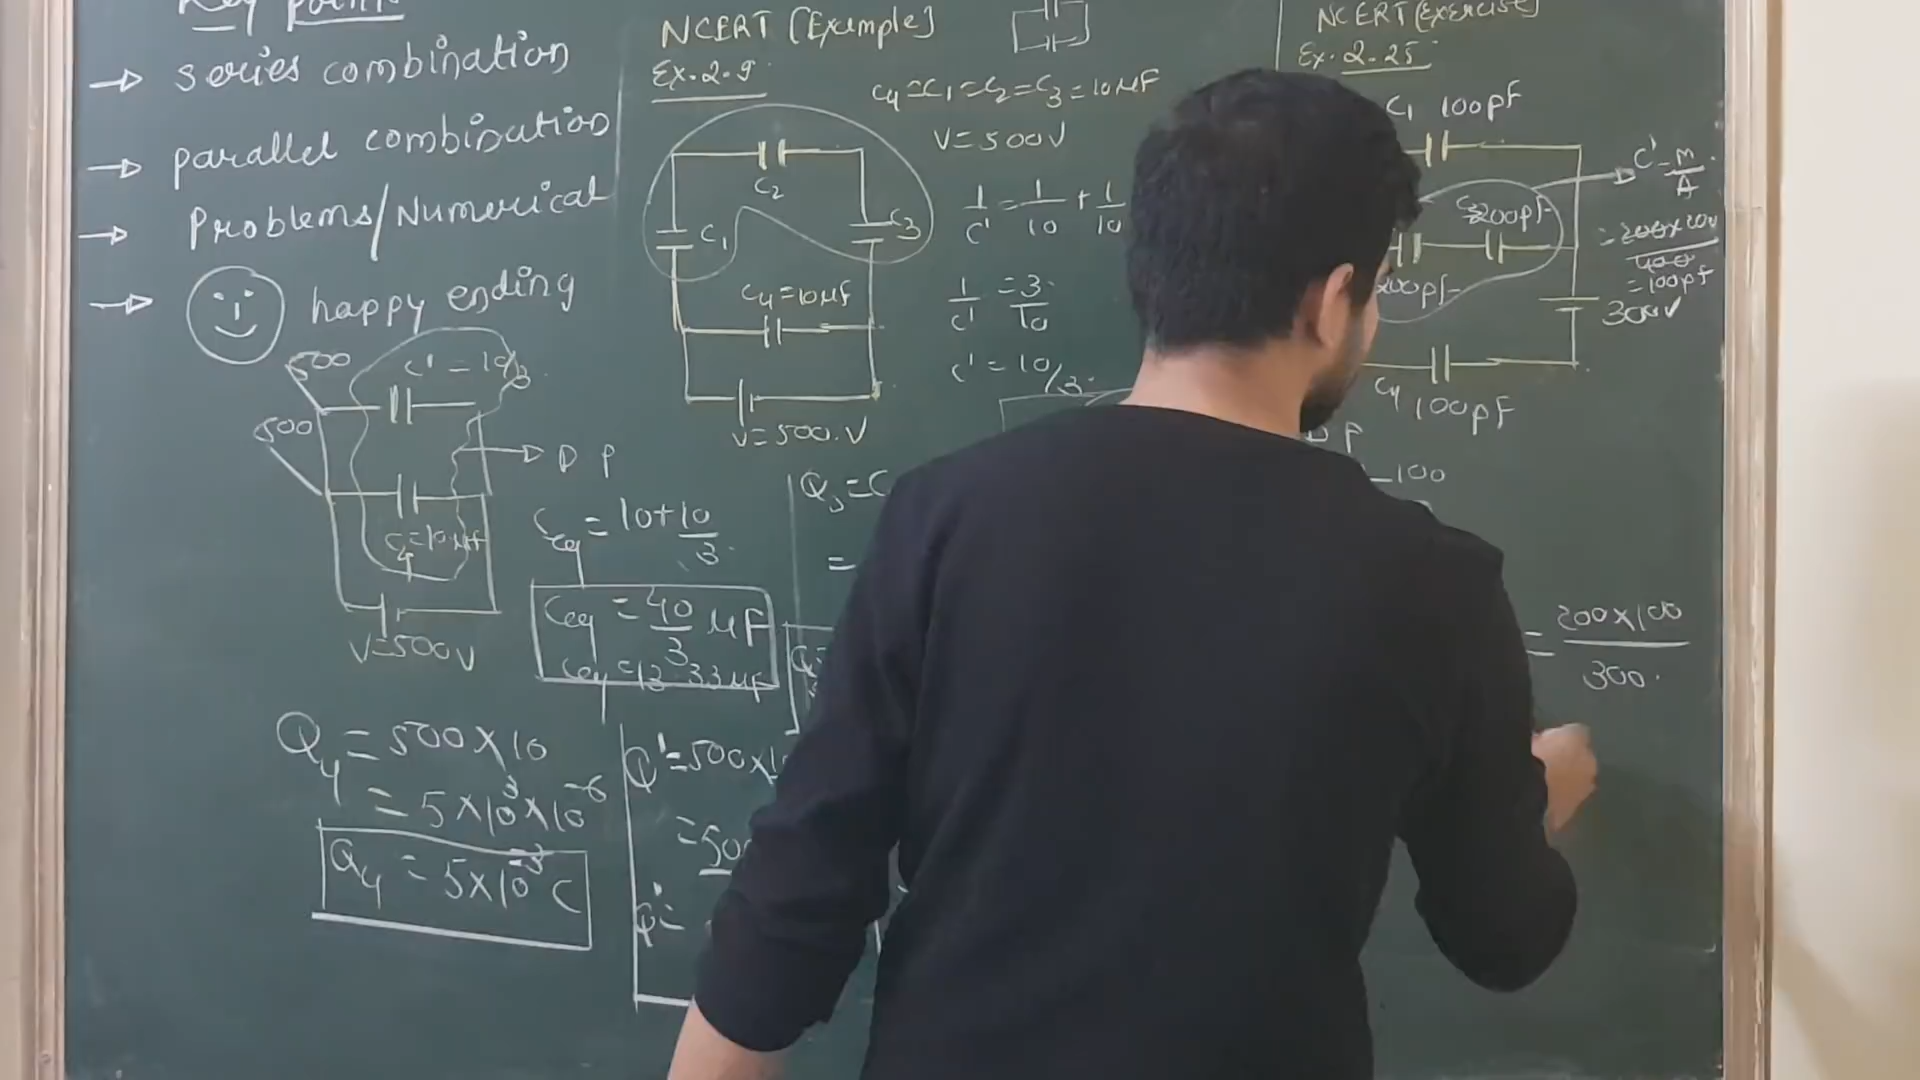 Key points
→ series combination
→ parallel combination
→ Problems/Numerical
→ happy ending
500
C' = 10/3
500
→ D P
C4=10μF
V=500V
Ceq = 10+10/3
Ceq = 40/3 μF
Ceq = 13.33μF
Q4 = 500×10
= 5×10³×10⁻⁶
Q4 = 5×10⁻³ C
NCERT [Example]
Ex. 2.9
C4=C1=C2=C3=10μF
V=500V
C2
C1
C3
C4=10μF
V=500.V
1/C' = 1/10 + 1/10
1/C' = 3/10
C' = 10/3
Q'=500×10
=500
Q'=
NCERT [Exercise]
Ex. 2.25
C1 100pF
C' = m/A
200pF
= 200×200/400
= 100pF
200pF
300V
C4 100pF
D P
100
= 200×100/300